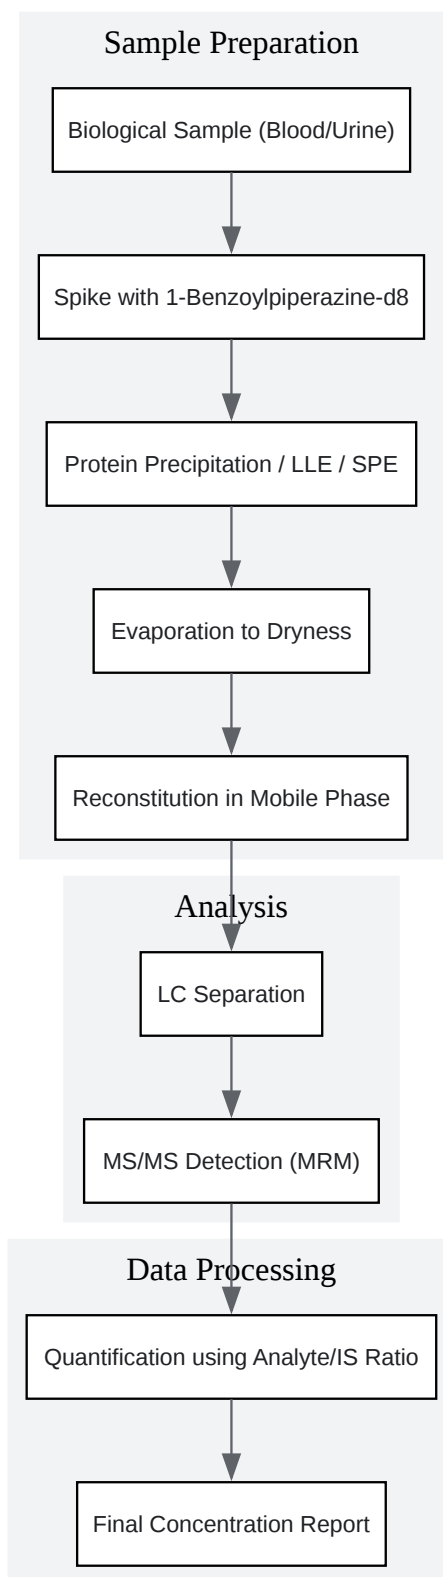 Sample Preparation
Biological Sample (Blood/Urine)
Spike with 1-Benzoylpiperazine-d8
Protein Precipitation / LLE / SPE
Evaporation to Dryness
Reconstitution in Mobile Phase
Analysis
LC Separation
MS/MS Detection (MRM)
Data Processing
Quantification using Analyte/IS Ratio
Final Concentration Report